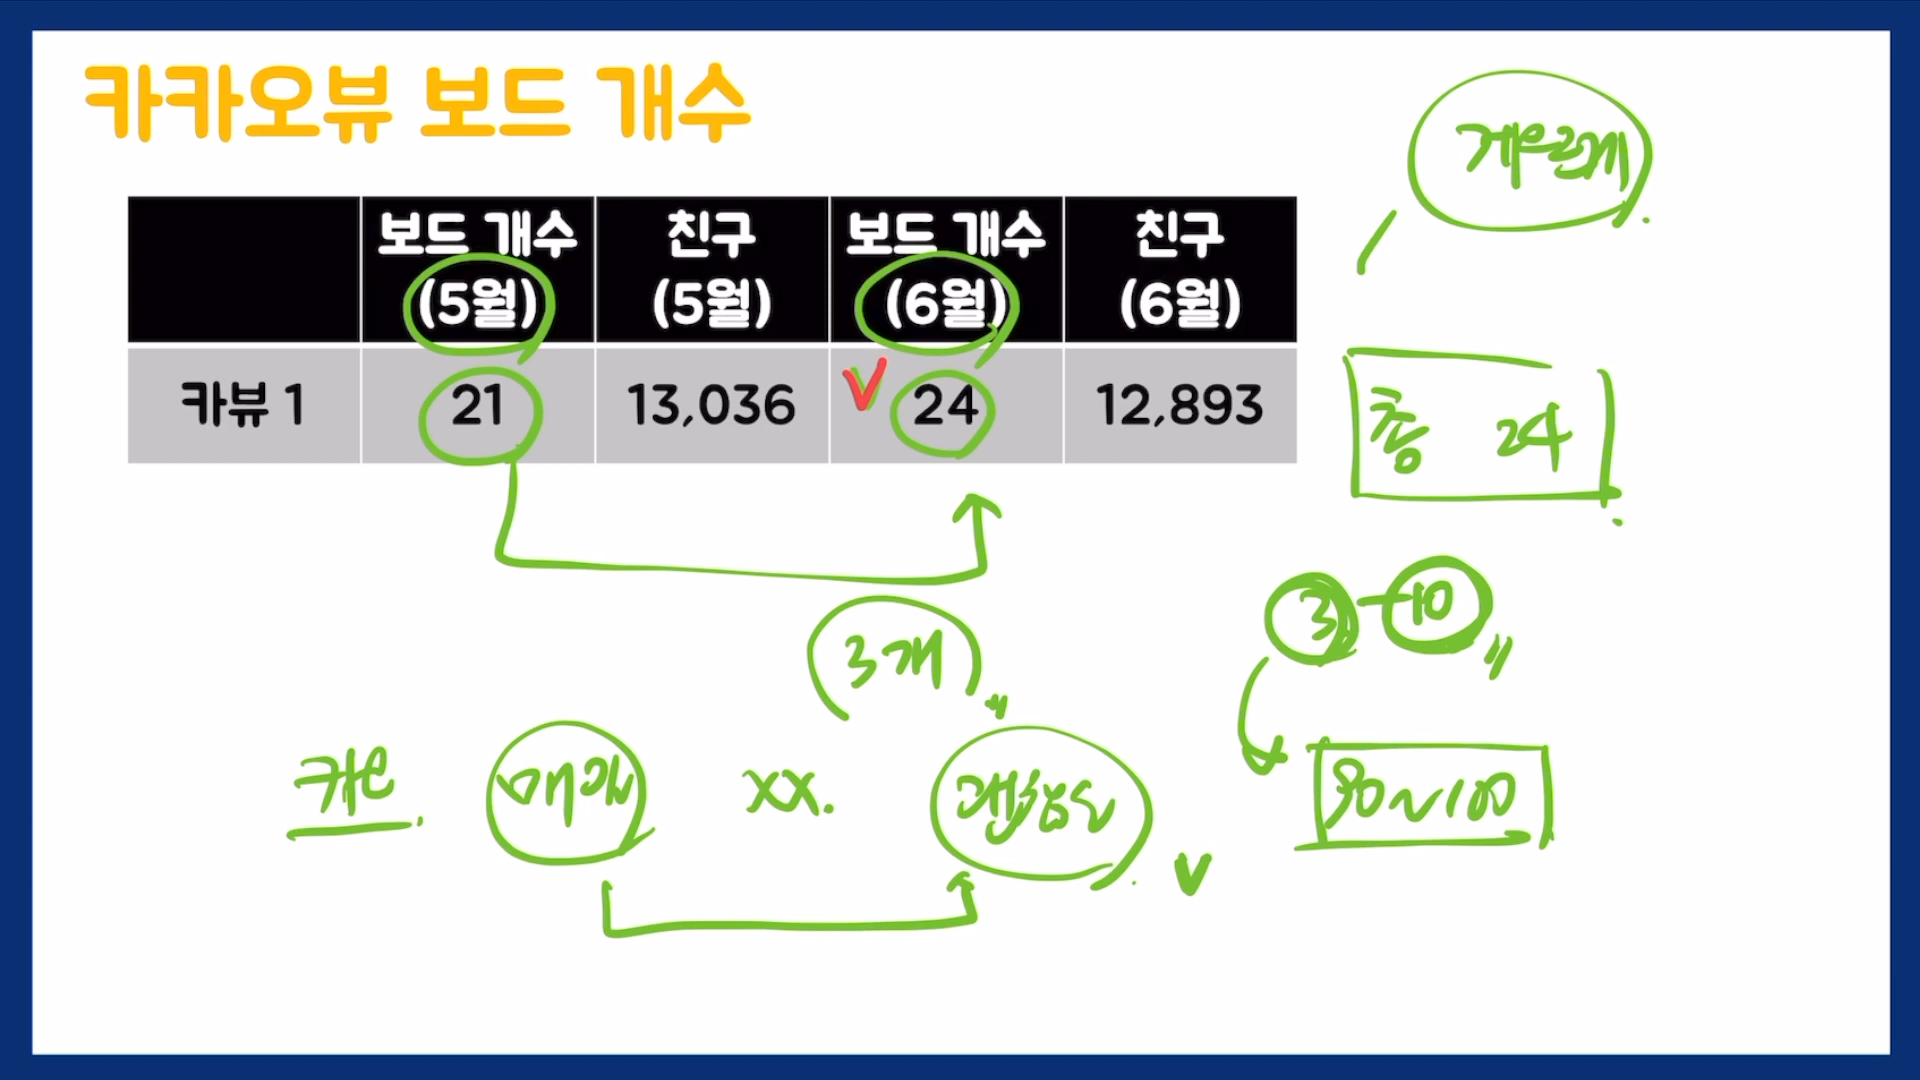 카카오뷰 보드 개수
보드 개수 (5월) 친구 (5월) 보드 개수 (6월) 친구 (6월)
카뷰 1 21 13,036 V 24 12,893
총 24
3 - 10
3개
xx.
V